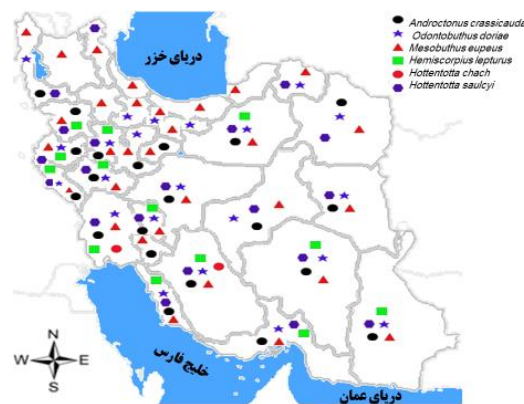 دریای خزر
Androctonus crassicauda
Odontobuthus doriae
Mesobuthus eupeus
Hemiscorpius lepturus
Hottentotta chach
Hottentotta saulcyi
N
W
E
S
خلیج فارس
دریای عمان